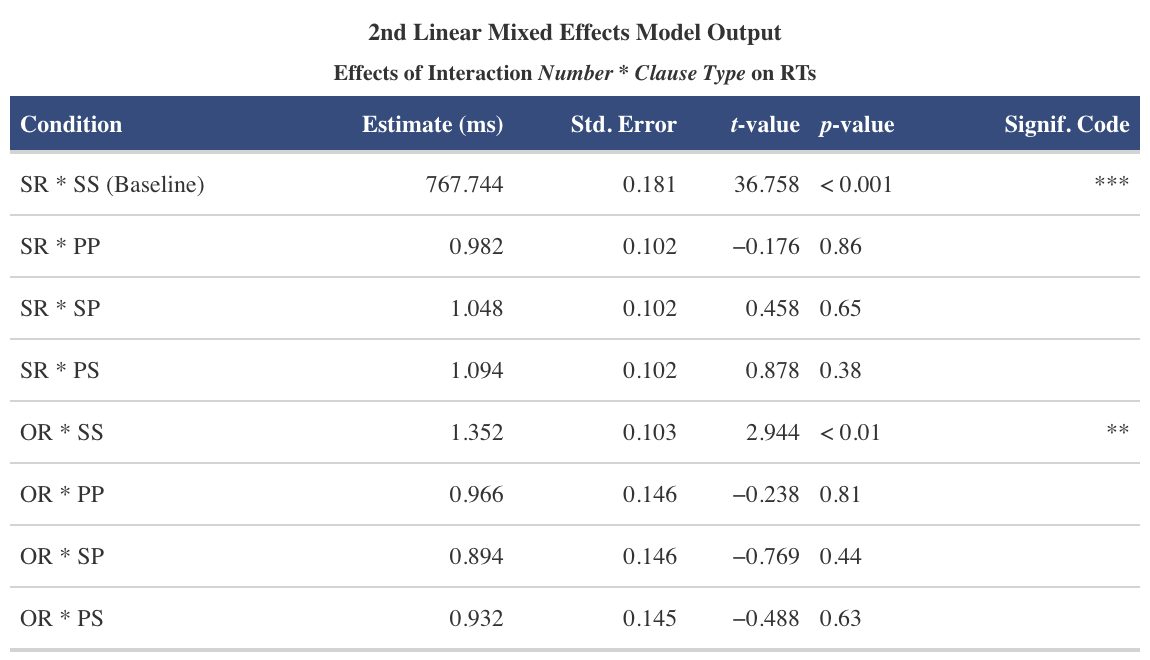 2nd Linear Mixed Effects Model Output
Effects of Interaction Number * Clause Type on RTs
Condition Estimate (ms) Std. Error t-value p-value Signif. Code
SR * SS (Baseline) 767.744 0.181 36.758 < 0.001 ***
SR * PP 0.982 0.102 −0.176 0.86
SR * SP 1.048 0.102 0.458 0.65
SR * PS 1.094 0.102 0.878 0.38
OR * SS 1.352 0.103 2.944 < 0.01 **
OR * PP 0.966 0.146 −0.238 0.81
OR * SP 0.894 0.146 −0.769 0.44
OR * PS 0.932 0.145 −0.488 0.63